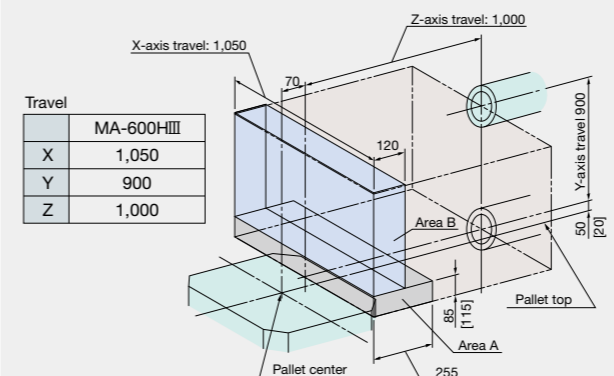 Z-axis travel: 1,000
X-axis travel: 1,050
70
Travel
MA-600HⅢ
X 1,050
Y 900
Z 1,000
120
Y-axis travel 900
Area B
50
[20]
Pallet top
85
[115]
Area A
Pallet center
255